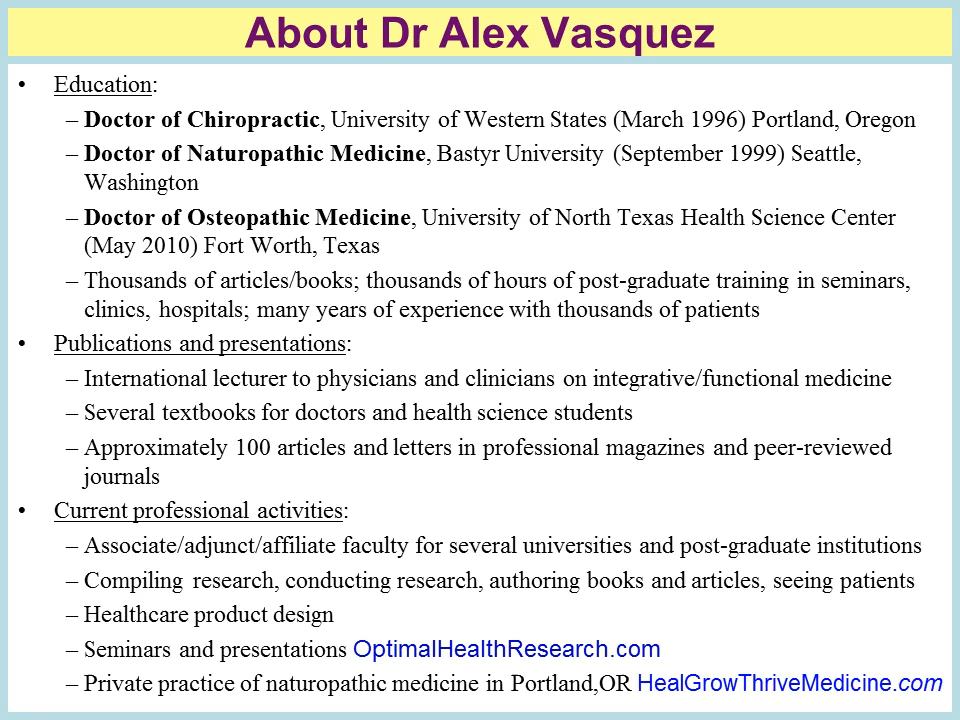 About Dr Alex Vasquez
• Education:
– Doctor of Chiropractic, University of Western States (March 1996) Portland, Oregon
– Doctor of Naturopathic Medicine, Bastyr University (September 1999) Seattle,
Washington
– Doctor of Osteopathic Medicine, University of North Texas Health Science Center
(May 2010) Fort Worth, Texas
– Thousands of articles/books; thousands of hours of post-graduate training in seminars,
clinics, hospitals; many years of experience with thousands of patients
• Publications and presentations:
– International lecturer to physicians and clinicians on integrative/functional medicine
– Several textbooks for doctors and health science students
– Approximately 100 articles and letters in professional magazines and peer-reviewed
journals
• Current professional activities:
– Associate/adjunct/affiliate faculty for several universities and post-graduate institutions
– Compiling research, conducting research, authoring books and articles, seeing patients
– Healthcare product design
– Seminars and presentations OptimalHealthResearch.com
– Private practice of naturopathic medicine in Portland,OR HealGrowThriveMedicine.com